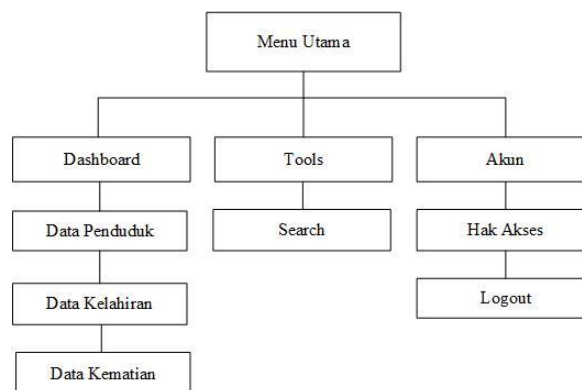 Menu Utama
Dashboard
Tools
Akun
Data Penduduk
Search
Hak Akses
Data Kelahiran
Logout
Data Kematian